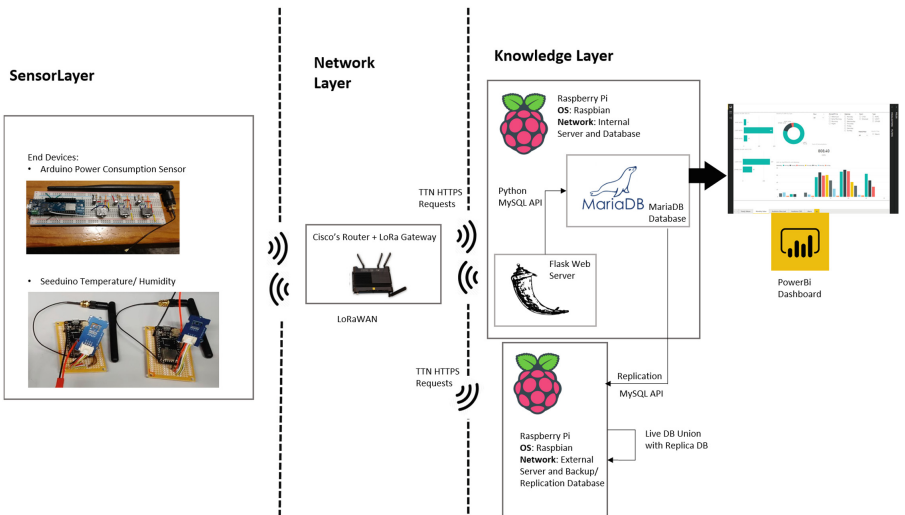 SensorLayer
End Devices:
• Arduino Power Consumption Sensor
• Seeduino Temperature/ Humidity
Network
Layer
Cisco's Router + LoRa Gateway
LoRaWAN
TTN HTTPS
Requests
TTN HTTPS
Requests
Knowledge Layer
Raspberry Pi
OS: Raspbian
Network: Internal
Server and Database
Python
MySQL API
MariaDB
MariaDB
Database
Flask Web
Server
Replication
MySQL API
Raspberry Pi
OS: Raspbian
Network: External
Server and Backup/
Replication Database
Live DB Union
with Replica DB
PowerBi
Dashboard